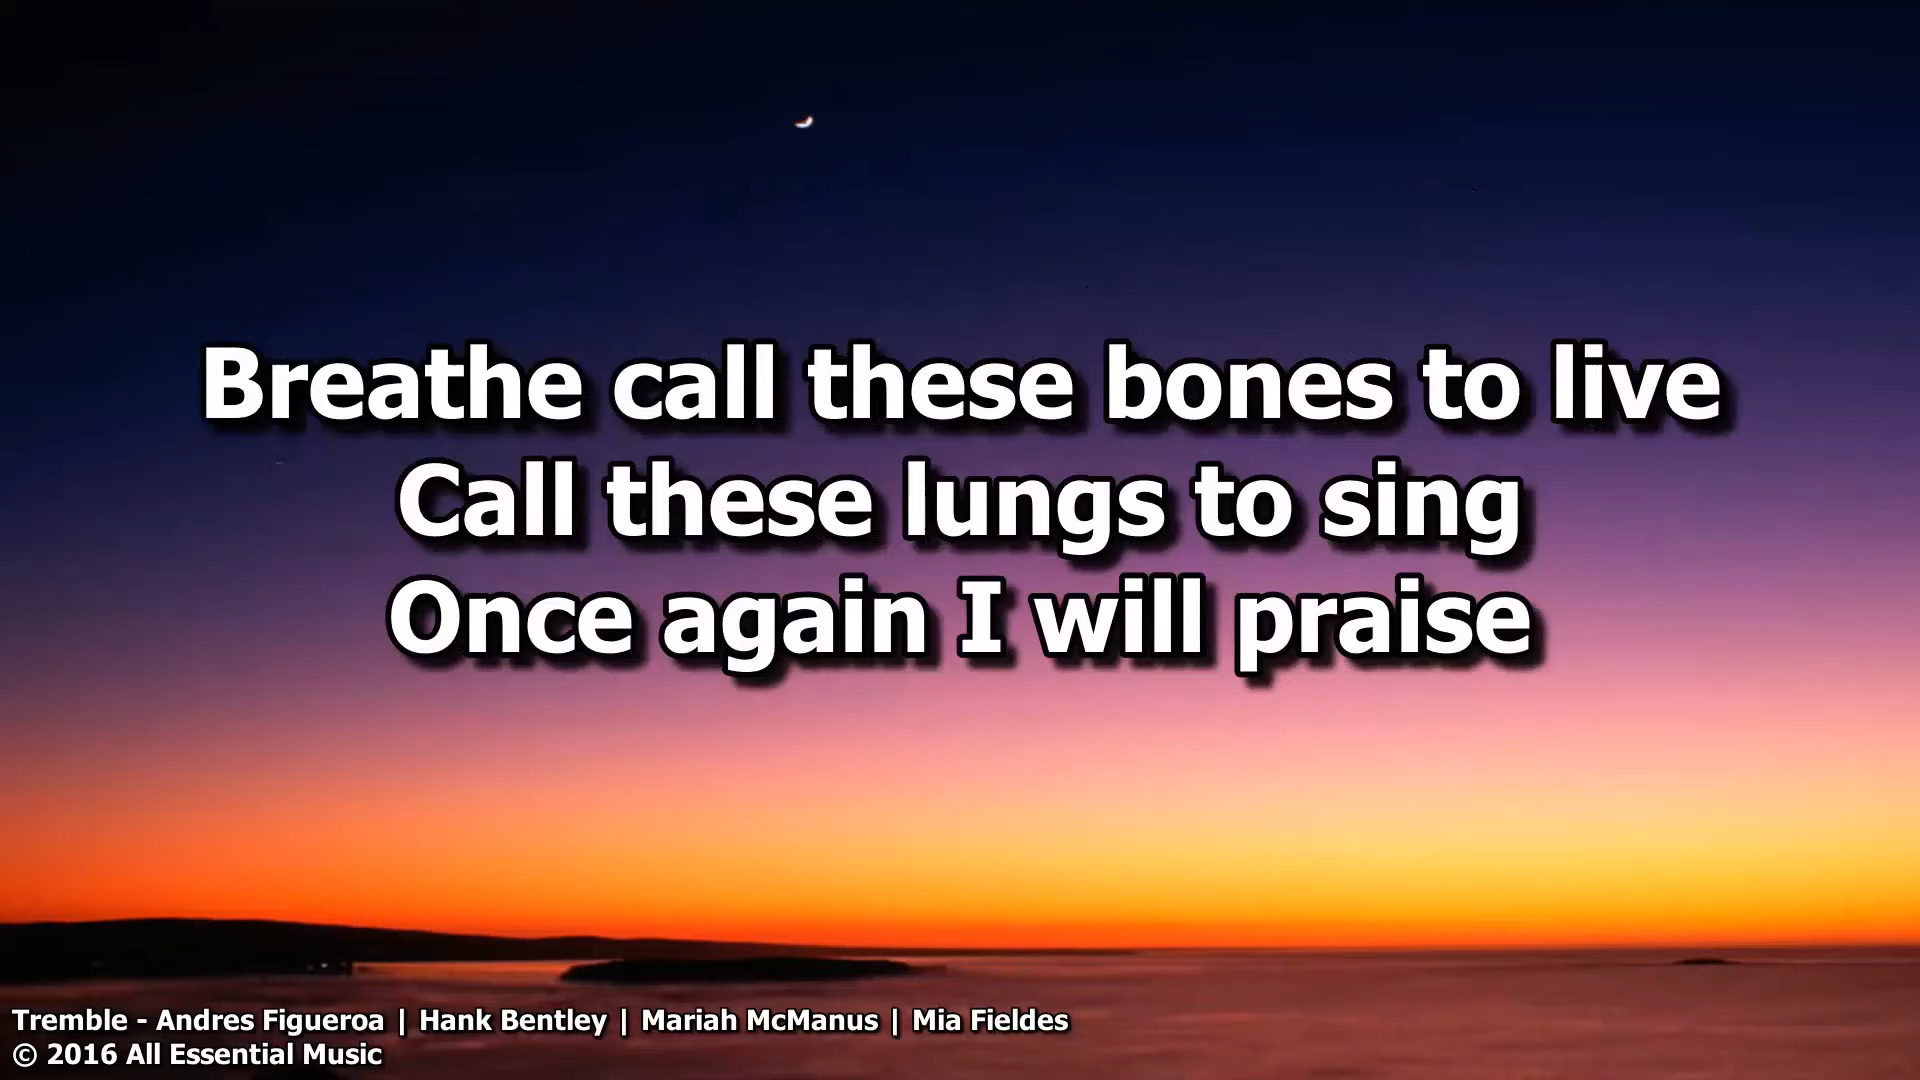 Breathe call these bones to live
Call these lungs to sing
Once again I will praise
Tremble - Andres Figueroa | Hank Bentley | Mariah McManus | Mia Fieldes
© 2016 All Essential Music